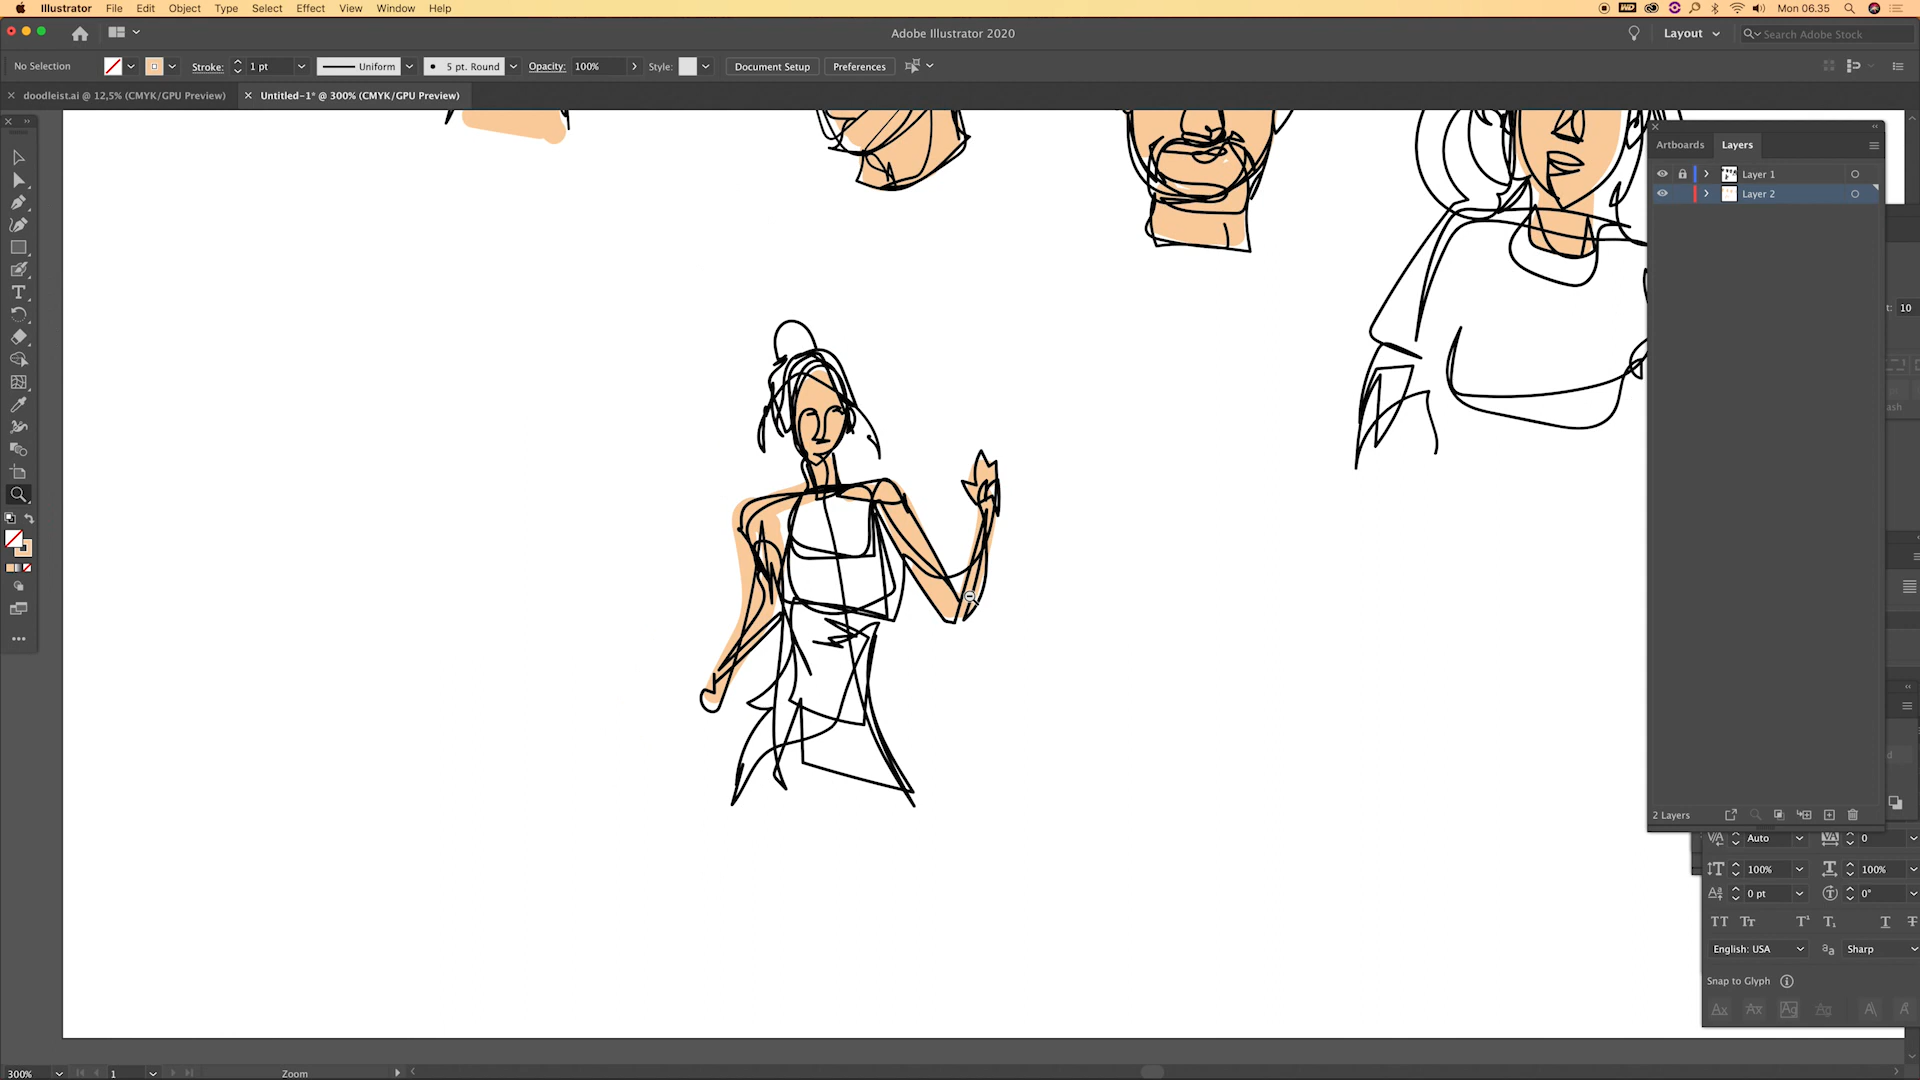 Illustrator File Edit Object Type Select Effect View Window Help
Mon 06.35
Adobe Illustrator 2020
Layout
Search Adobe Stock
No Selection
Stroke: 1 pt
Uniform
5 pt. Round
Opacity: 100%
Style:
Document Setup
Preferences
doodleist.ai @ 12,5% (CMYK/GPU Preview)
Untitled-1* @ 300% (CMYK/GPU Preview)
Artboards Layers
Layer 1
Layer 2
t: 10
ash
2 Layers
Auto 0
100% 100%
0 pt 0°
English: USA
Sharp
Snap to Glyph
300% 1 Zoom